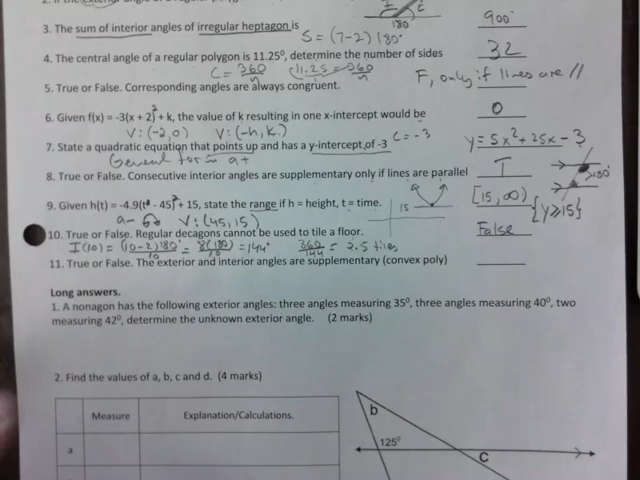 180°
900°
3. The sum of interior angles of irregular heptagon is
S = (7-2) 180°
4. The central angle of a regular polygon is 11.25⁰, determine the number of sides
32
C = 360/n 11.25 = 360/n
F, only if lines are //
5. True or False. Corresponding angles are always congruent.
6. Given f(x) = -3(x + 2)² + k, the value of k resulting in one x-intercept would be
0
V: (-2,0) V: (-h, k)
7. State a quadratic equation that points up and has a y-intercept of -3 C = -3
y = 5x² + 25x - 3
General form a+
8. True or False. Consecutive interior angles are supplementary only if lines are parallel
T
180°
9. Given h(t) = -4.9(t - 45)² + 15, state the range if h = height, t = time.
15
[15, ∞)
{y≥15}
V: (45, 15)
10. True or False. Regular decagons cannot be used to tile a floor.
False
I(10) = (10-2)180°/10 = 8(180)/10 = 144° 360/144 = 2.5 tiles
11. True or False. The exterior and interior angles are supplementary (convex poly)
Long answers.
1. A nonagon has the following exterior angles: three angles measuring 35⁰, three angles measuring 40⁰, two
measuring 42⁰, determine the unknown exterior angle. (2 marks)
2. Find the values of a, b, c and d. (4 marks)
Measure Explanation/Calculations.
a
b
125°
c